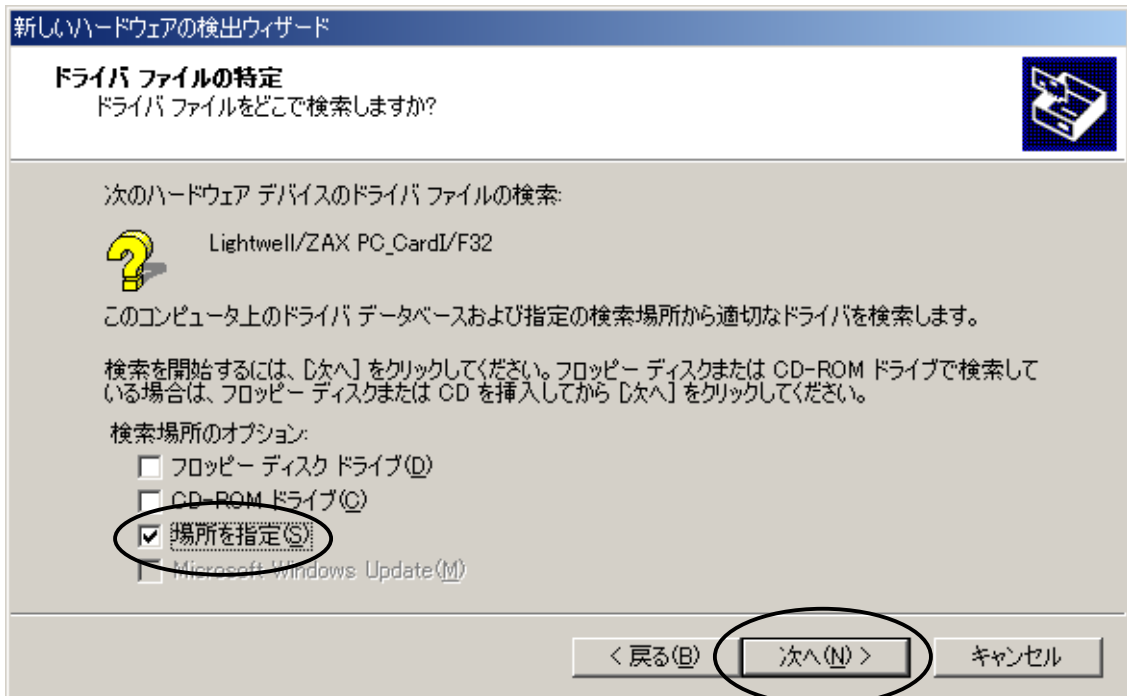 新しいハードウェアの検出ウィザード
ドライバ ファイルの特定
ドライバ ファイルをどこで検索しますか?
次のハードウェア デバイスのドライバ ファイルの検索:
Lightwell/ZAX PC_CardI/F32
このコンピュータ上のドライバ データベースおよび指定の検索場所から適切なドライバを検索します。
検索を開始するには、[次へ] をクリックしてください。フロッピー ディスクまたは CD-ROM ドライブで検索して
いる場合は、フロッピー ディスクまたは CD を挿入してから [次へ] をクリックしてください。
検索場所のオプション:
フロッピー ディスク ドライブ(D)
CD-ROM ドライブ(C)
場所を指定(S)
Microsoft Windows Update(M)
< 戻る(B) 次へ(N) > キャンセル